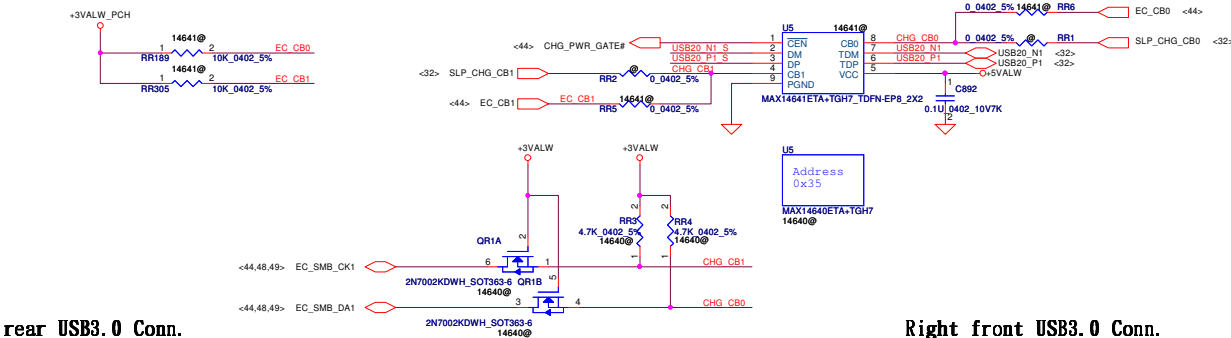 +3VALW_PCH
14641@
1 2 EC_CB0
RR189 10K_0402_5%
14641@
1 2 EC_CB1
RR305 10K_0402_5%
<44> CHG_PWR_GATE#
USB20_N1_S
USB20_P1_S
<32> SLP_CHG_CB1 @ CHG_CB1
RR2 0_0402_5%
<44> EC_CB1 EC_CB1 14641@
RR5 0_0402_5%
U5 14641@
1 CEN CB0 8 CHG_CB0
2 DM TDM 7 USB20_N1
3 DP TDP 6 USB20_P1
4 CB1 VCC 5
9 PGND
MAX14641ETA+TGH7_TDFN-EP8_2X2
0_0402_5% 14641@ RR6 EC_CB0 <44>
0_0402_5% @ RR1 SLP_CHG_CB0 <32>
USB20_N1 <32>
USB20_P1 <32>
+5VALW
1 C892
0.1U_0402_10V7K
2
+3VALW +3VALW
U5
Address
0x35
MAX14640ETA+TGH7
14640@
2 2
RR3 RR4
4.7K_0402_5% 4.7K_0402_5%
14640@ 14640@
1 1
QR1A 2
<44,48,49> EC_SMB_CK1 6 1 CHG_CB1
2N7002KDWH_SOT363-6 QR1B 5
14640@
<44,48,49> EC_SMB_DA1 3 4 CHG_CB0
2N7002KDWH_SOT363-6
14640@
rear USB3.0 Conn. Right front USB3.0 Conn.